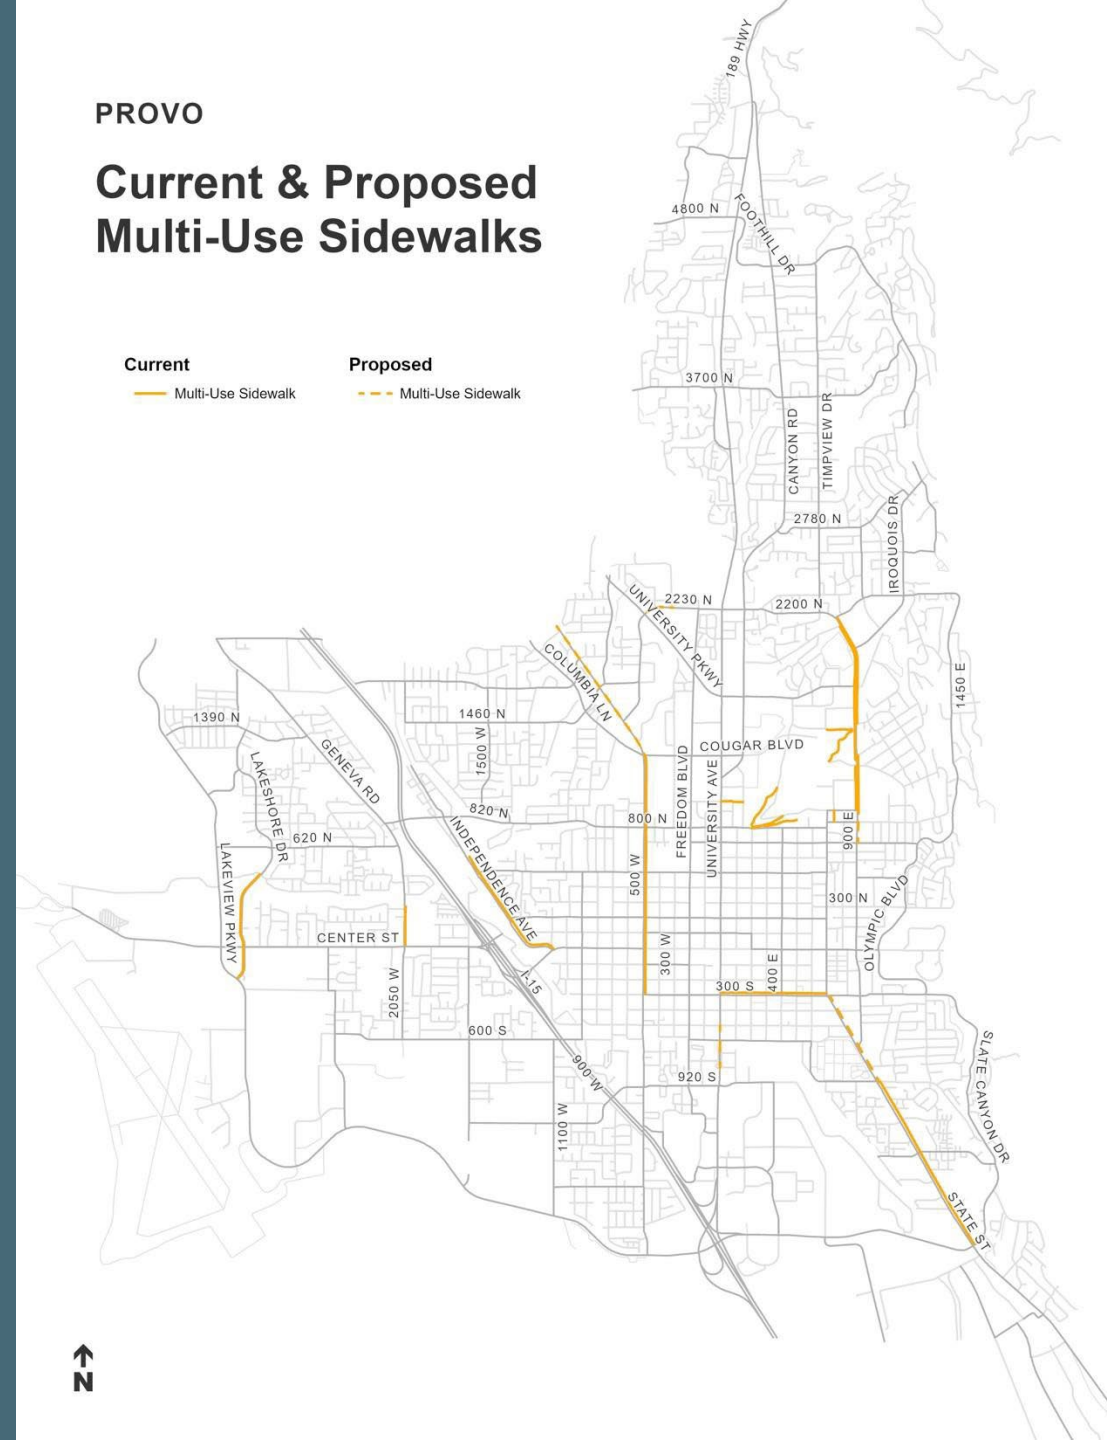 PROVO
Current & Proposed
Multi-Use Sidewalks
Current
Proposed
Multi-Use Sidewalk
Multi-Use Sidewalk
189 HWY
4800 N
FOOTHILL DR
3700 N
CANYON RD
TIMPVIEW DR
2780 N
IROQUOIS DR
UNIVERSITY PKWY
2230 N
2200 N
COLUMBIA LN
1450 E
1390 N
1460 N
1500 W
GENEVA RD
LAKESHORE DR
COUGAR BLVD
FREEDOM BLVD
UNIVERSITY AVE
820 N
800 N
900 E
INDEPENDENCE AVE
620 N
LAKEVIEW PKWY
500 W
300 N
OLYMPIC BLVD
CENTER ST
300 W
400 E
I-15
2050 W
300 S
600 S
900 W
920 S
SLATE CANYON DR
1100 W
STATE ST
N